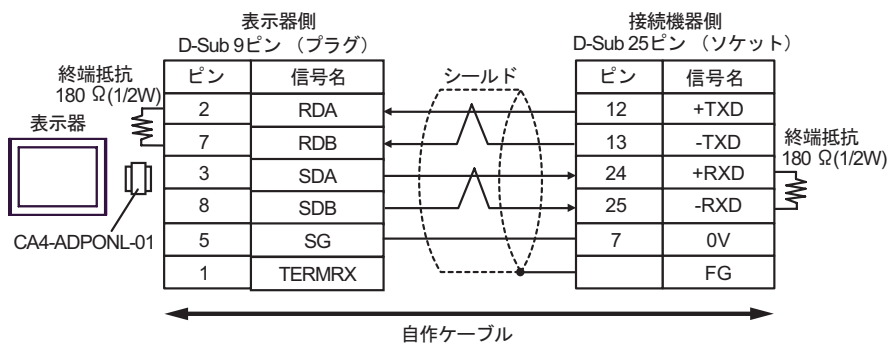 表示器側
D-Sub 9ピン （プラグ）
接続機器側
D-Sub 25ピン （ソケット）
終端抵抗
180 Ω(1/2W)
表示器
CA4-ADPONL-01
ピン 信号名
2 RDA
7 RDB
3 SDA
8 SDB
5 SG
1 TERMRX
シールド
ピン 信号名
12 +TXD
13 -TXD
24 +RXD
25 -RXD
7 0V
FG
終端抵抗
180 Ω(1/2W)
自作ケーブル